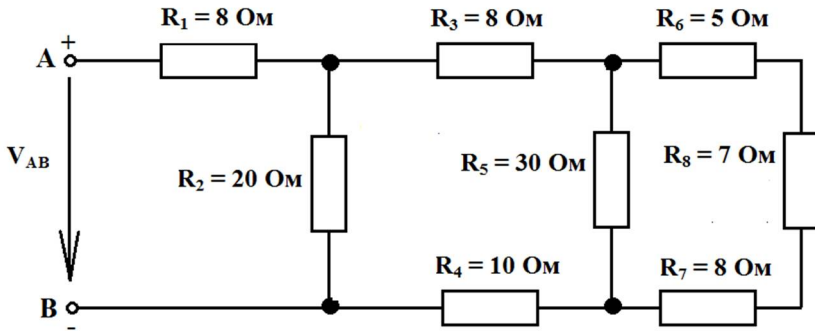 R₁ = 8 Ом
R₃ = 8 Ом
R₆ = 5 Ом
A
+
V_AB
R₂ = 20 Ом
R₅ = 30 Ом
R₈ = 7 Ом
R₄ = 10 Ом
R₇ = 8 Ом
B
-